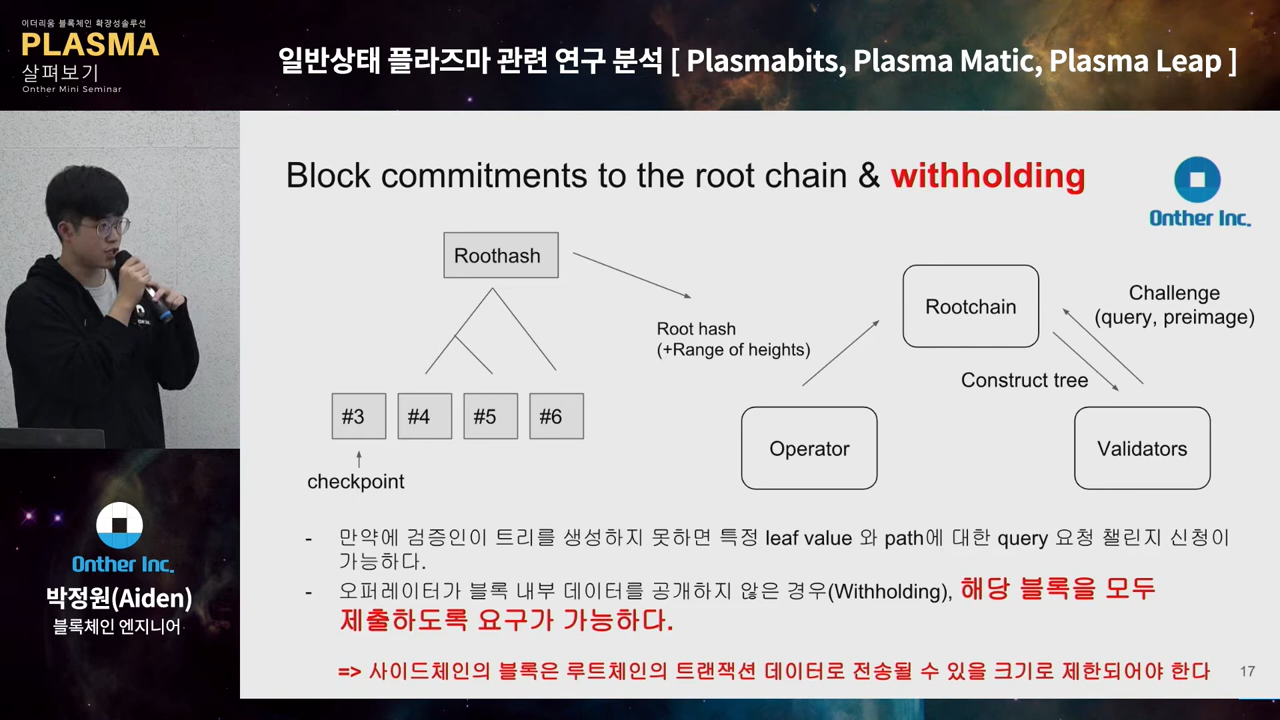 이더리움 블록체인 확장성솔루션
PLASMA
살펴보기
Onther Mini Seminar
일반상태 플라즈마 관련 연구 분석 [ Plasmabits, Plasma Matic, Plasma Leap ]
Block commitments to the root chain & withholding
Onther Inc.
Roothash
Root hash
(+Range of heights)
Rootchain
Challenge
(query, preimage)
Construct tree
#3
#4
#5
#6
checkpoint
Operator
Validators
- 만약에 검증인이 트리를 생성하지 못하면 특정 leaf value 와 path에 대한 query 요청 챌린지 신청이
가능하다.
- 오퍼레이터가 블록 내부 데이터를 공개하지 않은 경우(Withholding), 해당 블록을 모두
제출하도록 요구가 가능하다.
=> 사이드체인의 블록은 루트체인의 트랜잭션 데이터로 전송될 수 있을 크기로 제한되어야 한다
17
Onther Inc.
박정원(Aiden)
블록체인 엔지니어